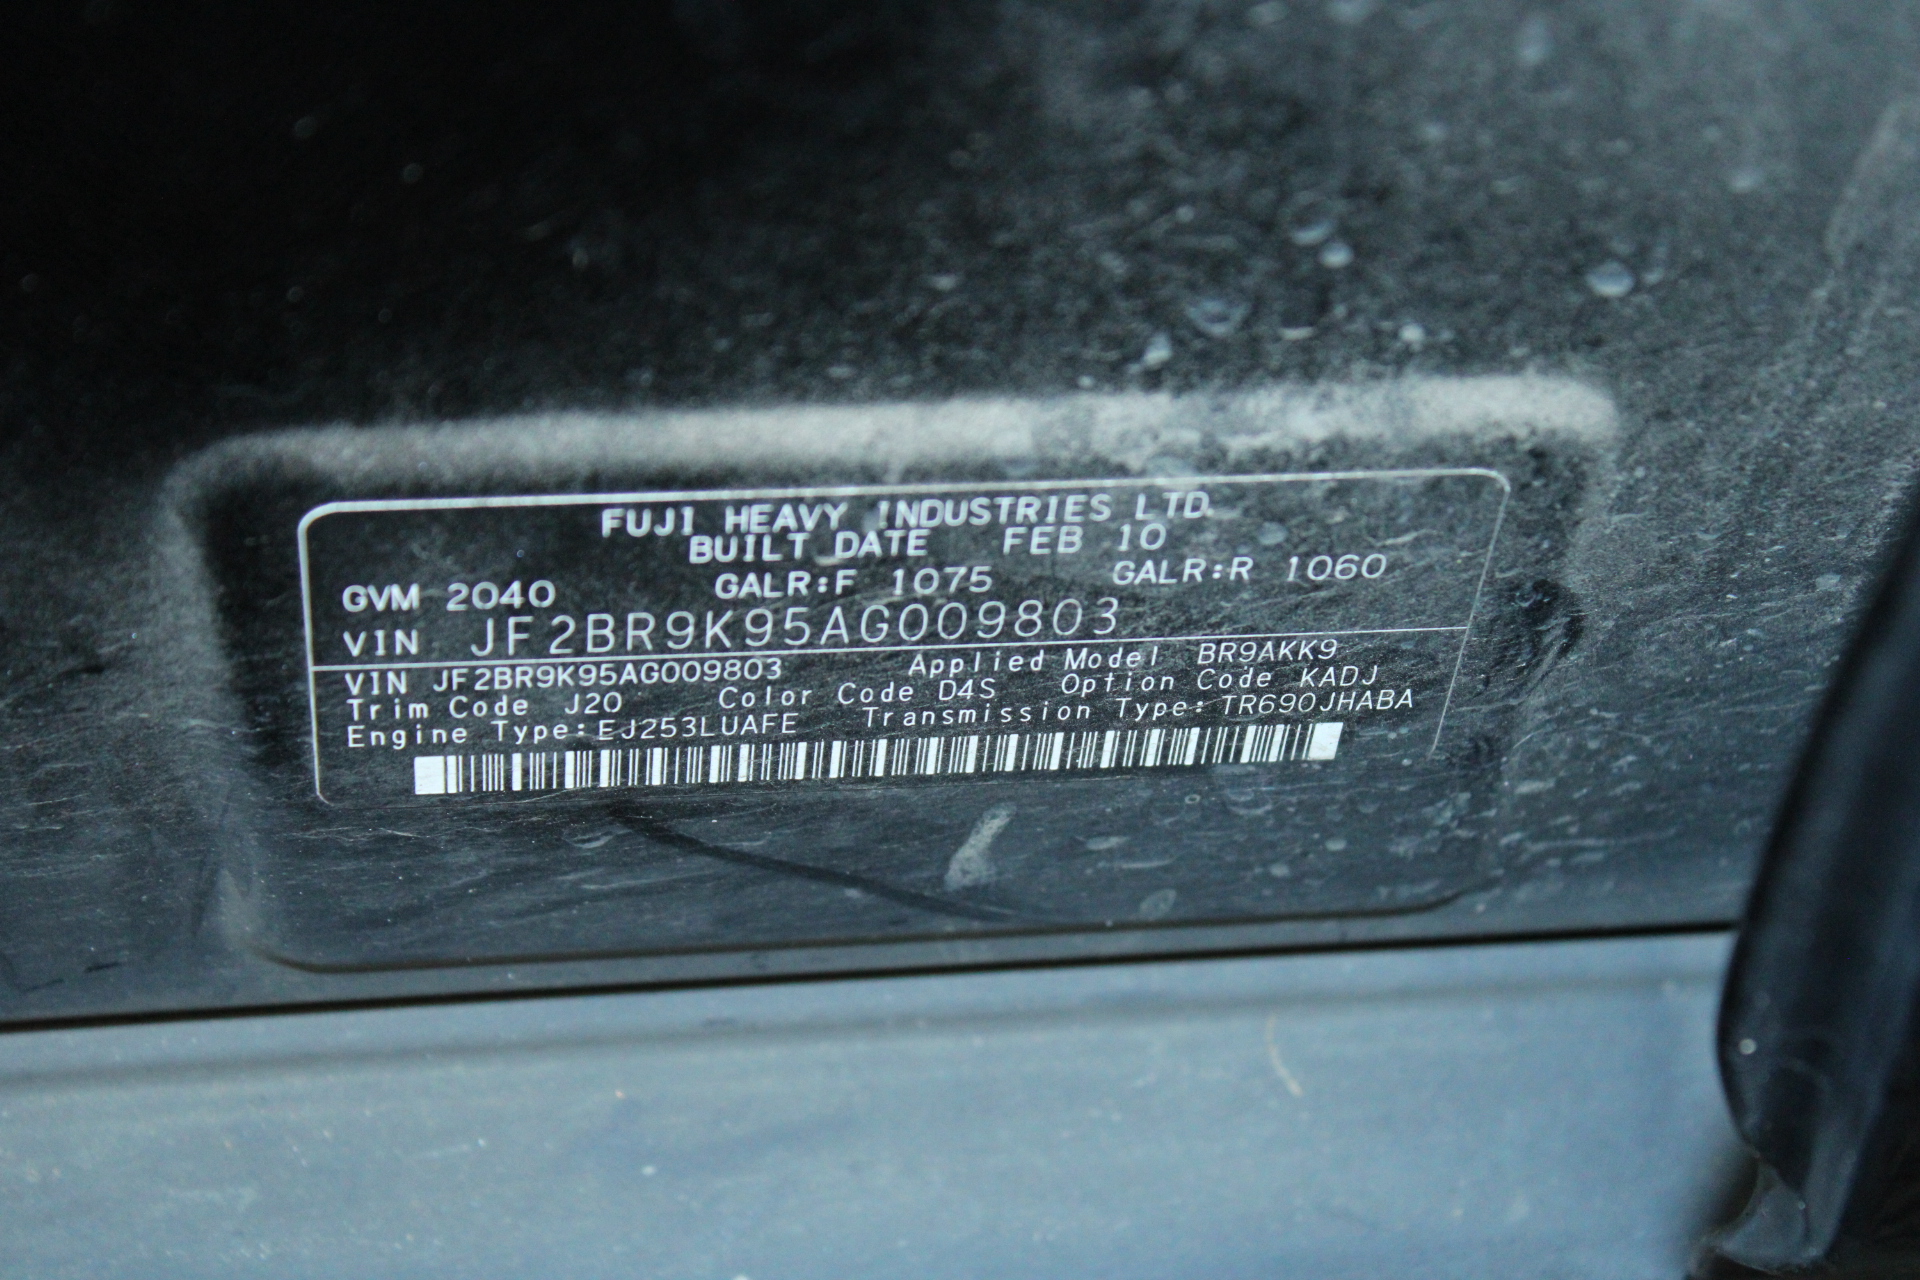 FUJI HEAVY INDUSTRIES LTD.
BUILT DATE FEB 10
GVM 2040 GALR:F 1075 GALR:R 1060
VIN JF2BR9K95AG009803
VIN JF2BR9K95AG009803 Applied Model BR9AKK9
Trim Code J20 Color Code D4S Option Code KADJ
Engine Type:EJ253LUAFE Transmission Type:TR690JHABA